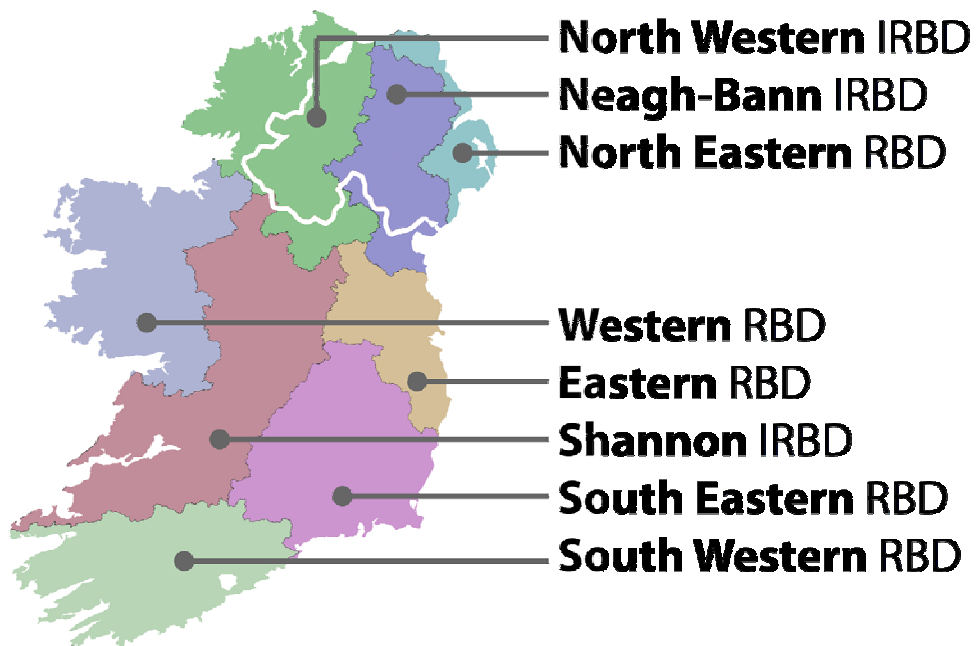 North Western IRBD
Neagh-Bann IRBD
North Eastern RBD
Western RBD
Eastern RBD
Shannon IRBD
South Eastern RBD
South Western RBD